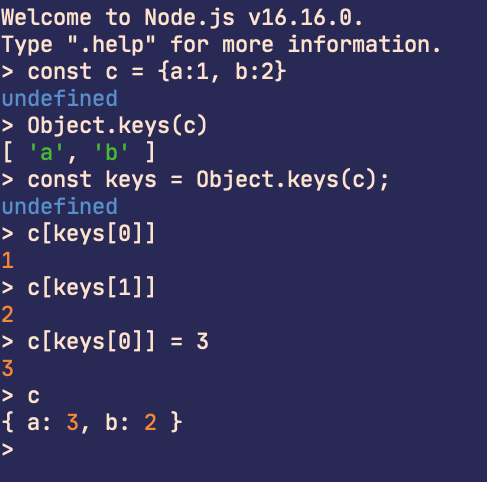 Welcome to Node.js v16.16.0.
Type ".help" for more information.
> const c = {a:1, b:2}
undefined
> Object.keys(c)
[ 'a', 'b' ]
> const keys = Object.keys(c);
undefined
> c[keys[0]]
1
> c[keys[1]]
2
> c[keys[0]] = 3
3
> c
{ a: 3, b: 2 }
>